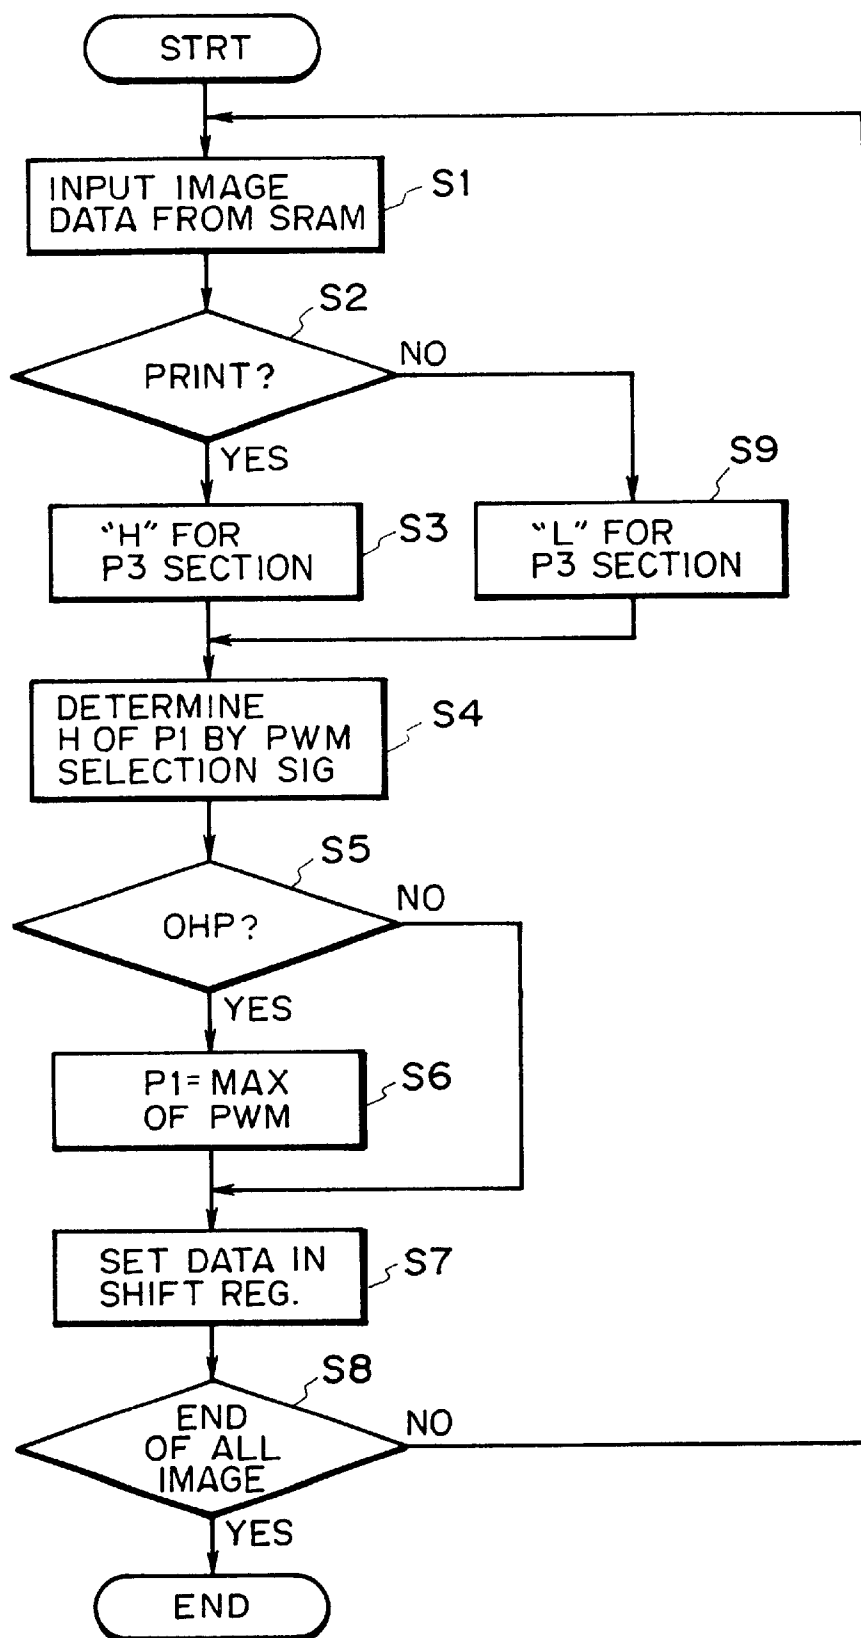 STRT
INPUT IMAGE
DATA FROM SRAM
S1
S2
PRINT?
NO
YES
S9
"H" FOR
P3 SECTION
S3
"L" FOR
P3 SECTION
DETERMINE
H OF P1 BY PWM
SELECTION SIG
S4
S5
OHP?
NO
YES
P1=MAX
OF PWM
S6
SET DATA IN
SHIFT REG.
S7
S8
END
OF ALL
IMAGE
NO
YES
END